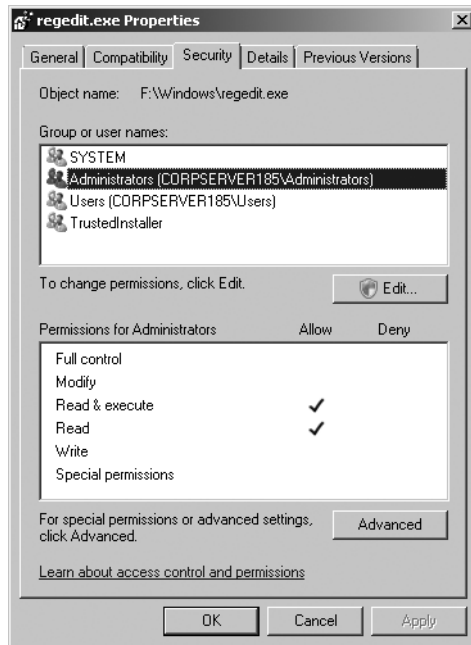 regedit.exe Properties
General
Compatibility
Security
Details
Previous Versions
Object name: F:\Windows\regedit.exe
Group or user names:
SYSTEM
Administrators (CORPSERVER185\Administrators)
Users (CORPSERVER185\Users)
TrustedInstaller
To change permissions, click Edit.
Edit...
Permissions for Administrators Allow Deny
Full control
Modify
Read & execute
Read
Write
Special permissions
For special permissions or advanced settings,
click Advanced.
Advanced
Learn about access control and permissions
OK
Cancel
Apply